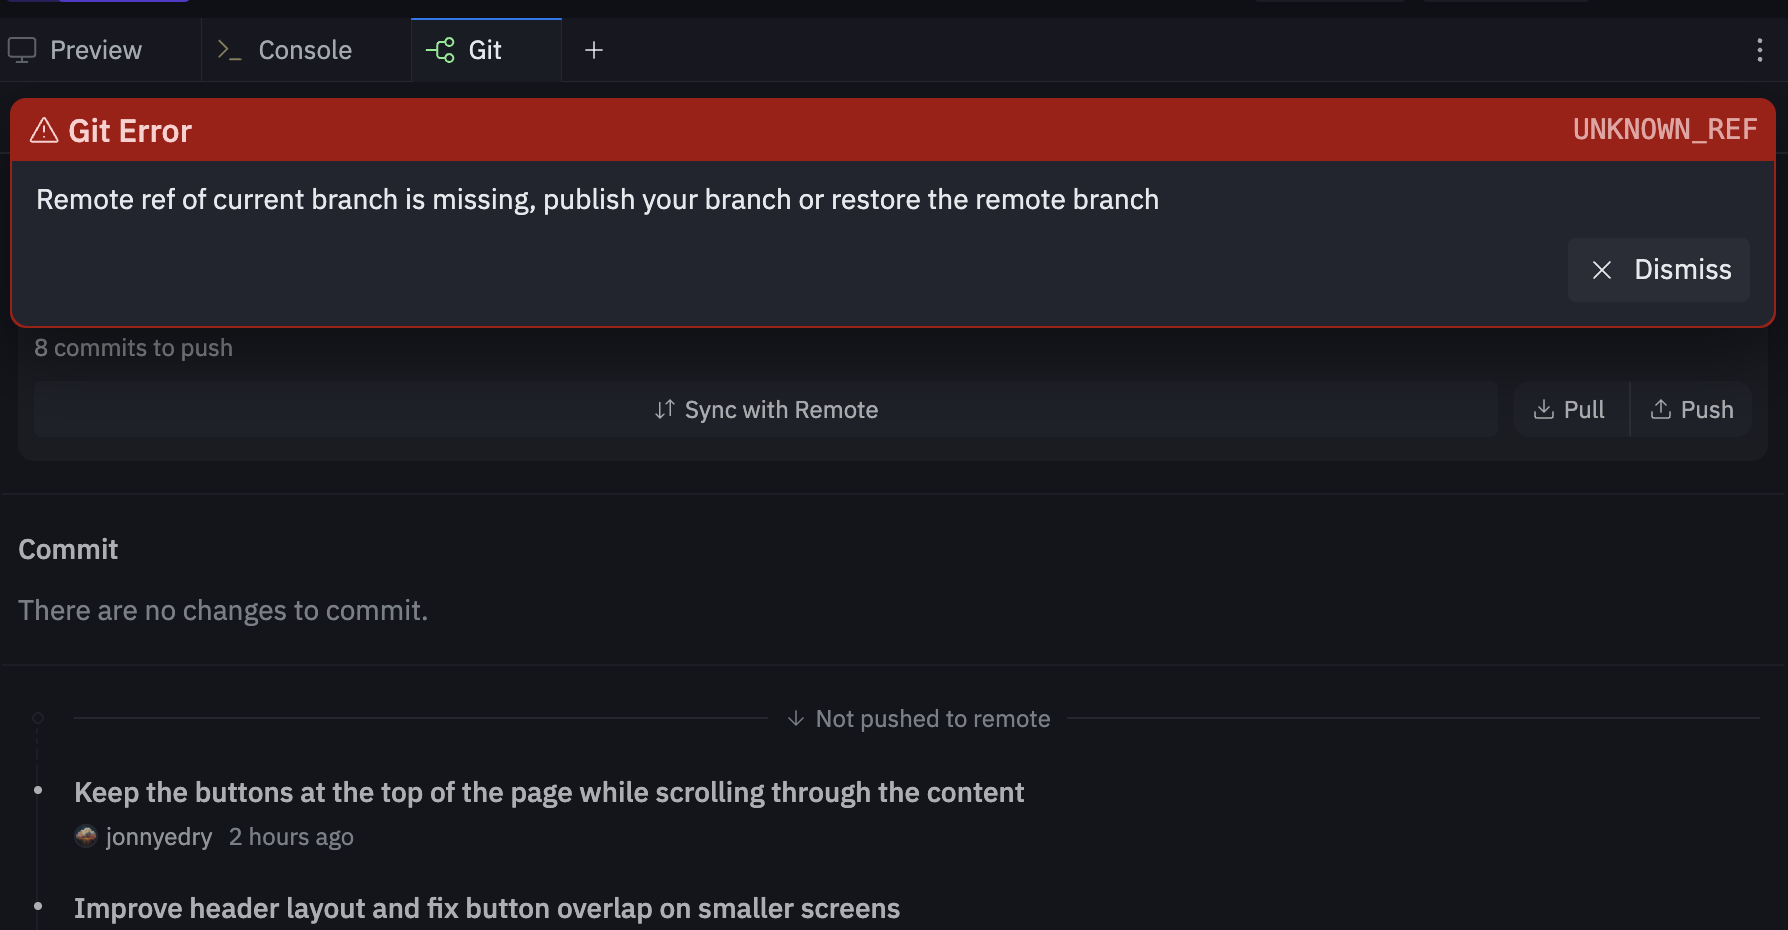 Preview
Console
Git
Git Error
UNKNOWN_REF
Remote ref of current branch is missing, publish your branch or restore the remote branch
Dismiss
8 commits to push
Sync with Remote
Pull
Push
Commit
There are no changes to commit.
Not pushed to remote
Keep the buttons at the top of the page while scrolling through the content
jonnyedry 2 hours ago
Improve header layout and fix button overlap on smaller screens